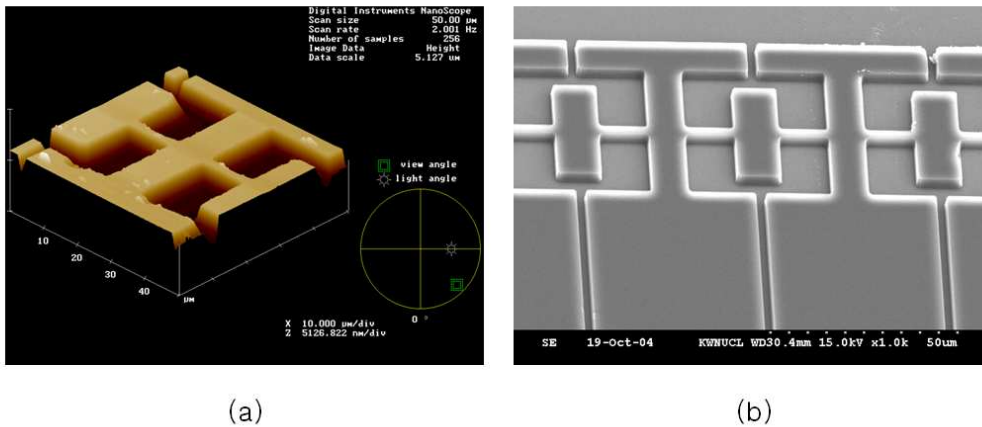 Digital Instruments NanoScope
Scan size 50.00 µm
Scan rate 2.001 Hz
Number of samples 256
Image Data Height
Data scale 5.127 um
view angle
light angle
10
20
30
40
µm
0 °
X 10.000 µm/div
Z 5126.822 nm/div
SE 19-Oct-04 KWNUCL WD30.4mm 15.0kV x1.0k 50um
(a)
(b)